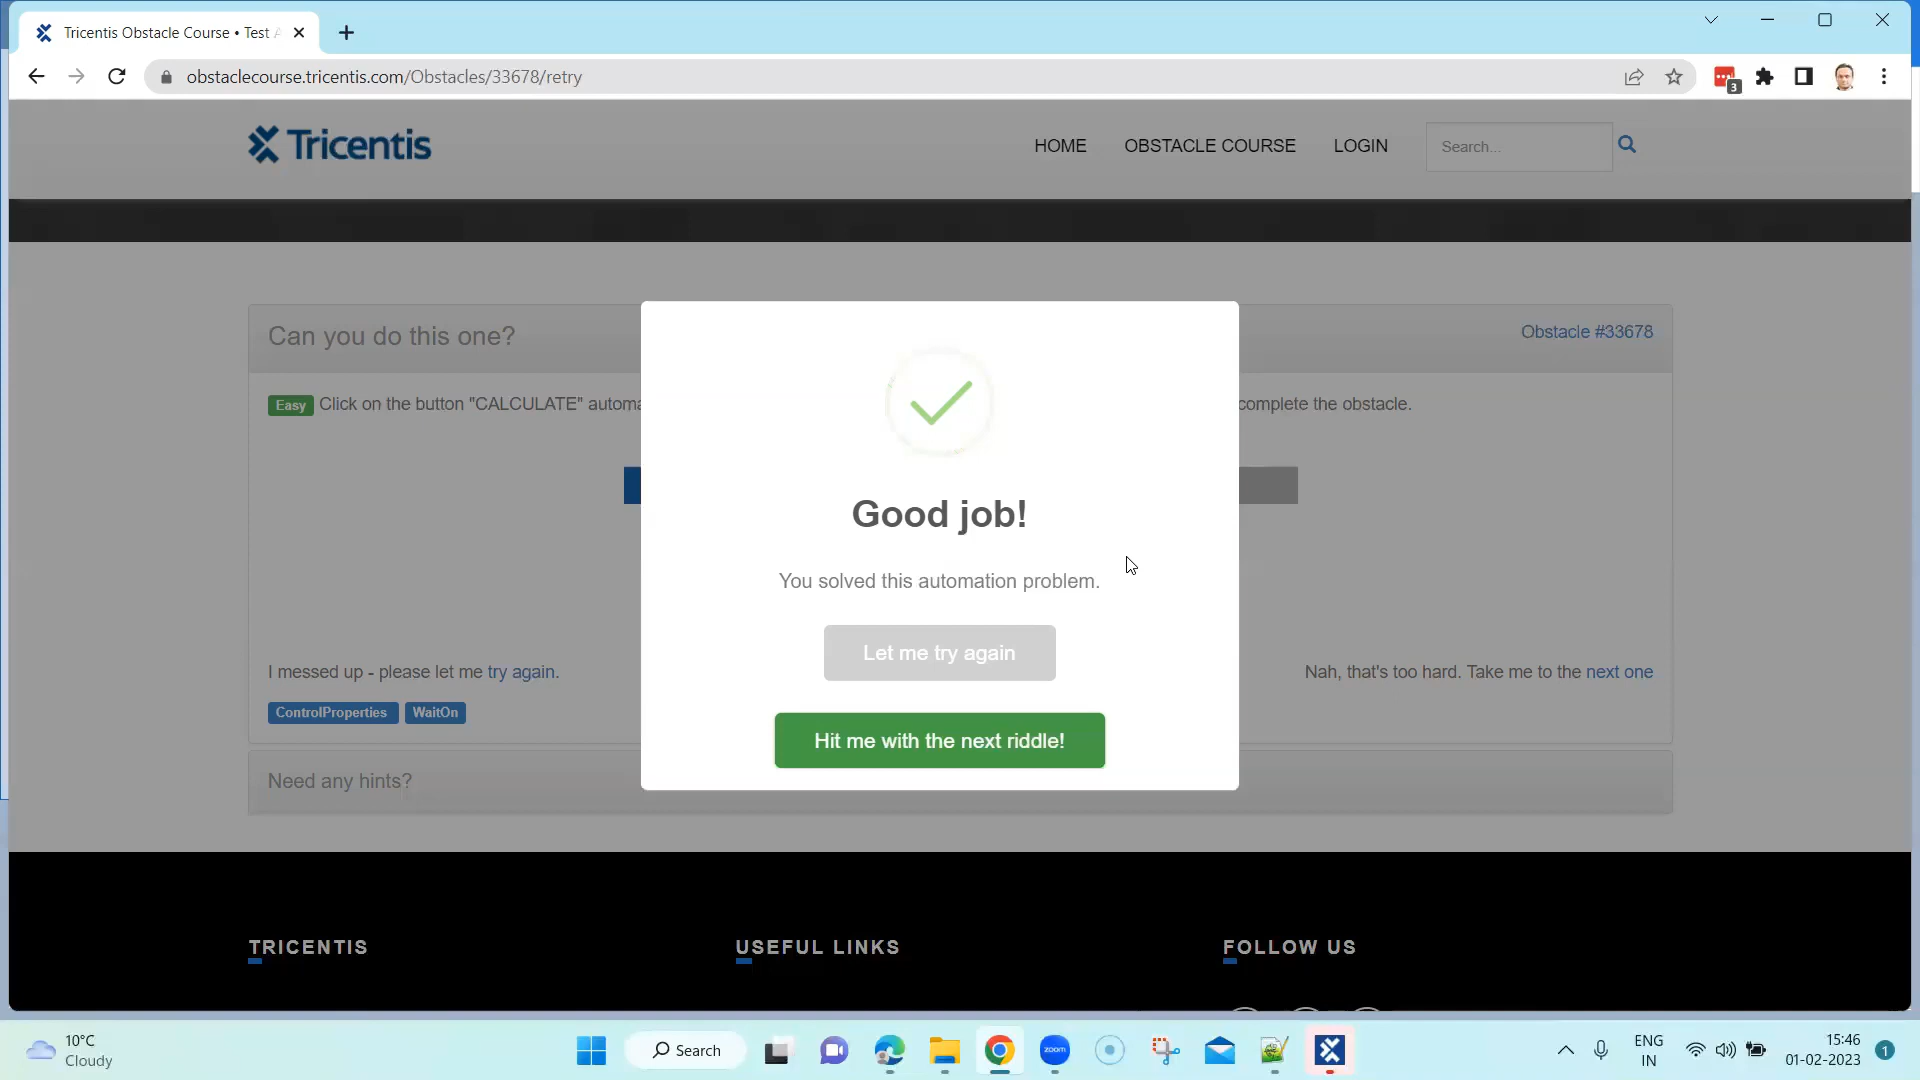 Tricentis Obstacle Course • Test A
obstaclecourse.tricentis.com/Obstacles/33678/retry
3
Tricentis
HOME
OBSTACLE COURSE
LOGIN
Search...
Can you do this one?
Obstacle #33678
Easy
Click on the button "CALCULATE"
complete the obstacle.
Good job!
You solved this automation problem.
Let me try again
Hit me with the next riddle!
I messed up - please let me try again.
Nah, that's too hard. Take me to the next one
ControlProperties
WaitOn
Need any hints?
TRICENTIS
USEFUL LINKS
FOLLOW US
10°C
Cloudy
Search
zoom
ENG
IN
15:46
01-02-2023
1